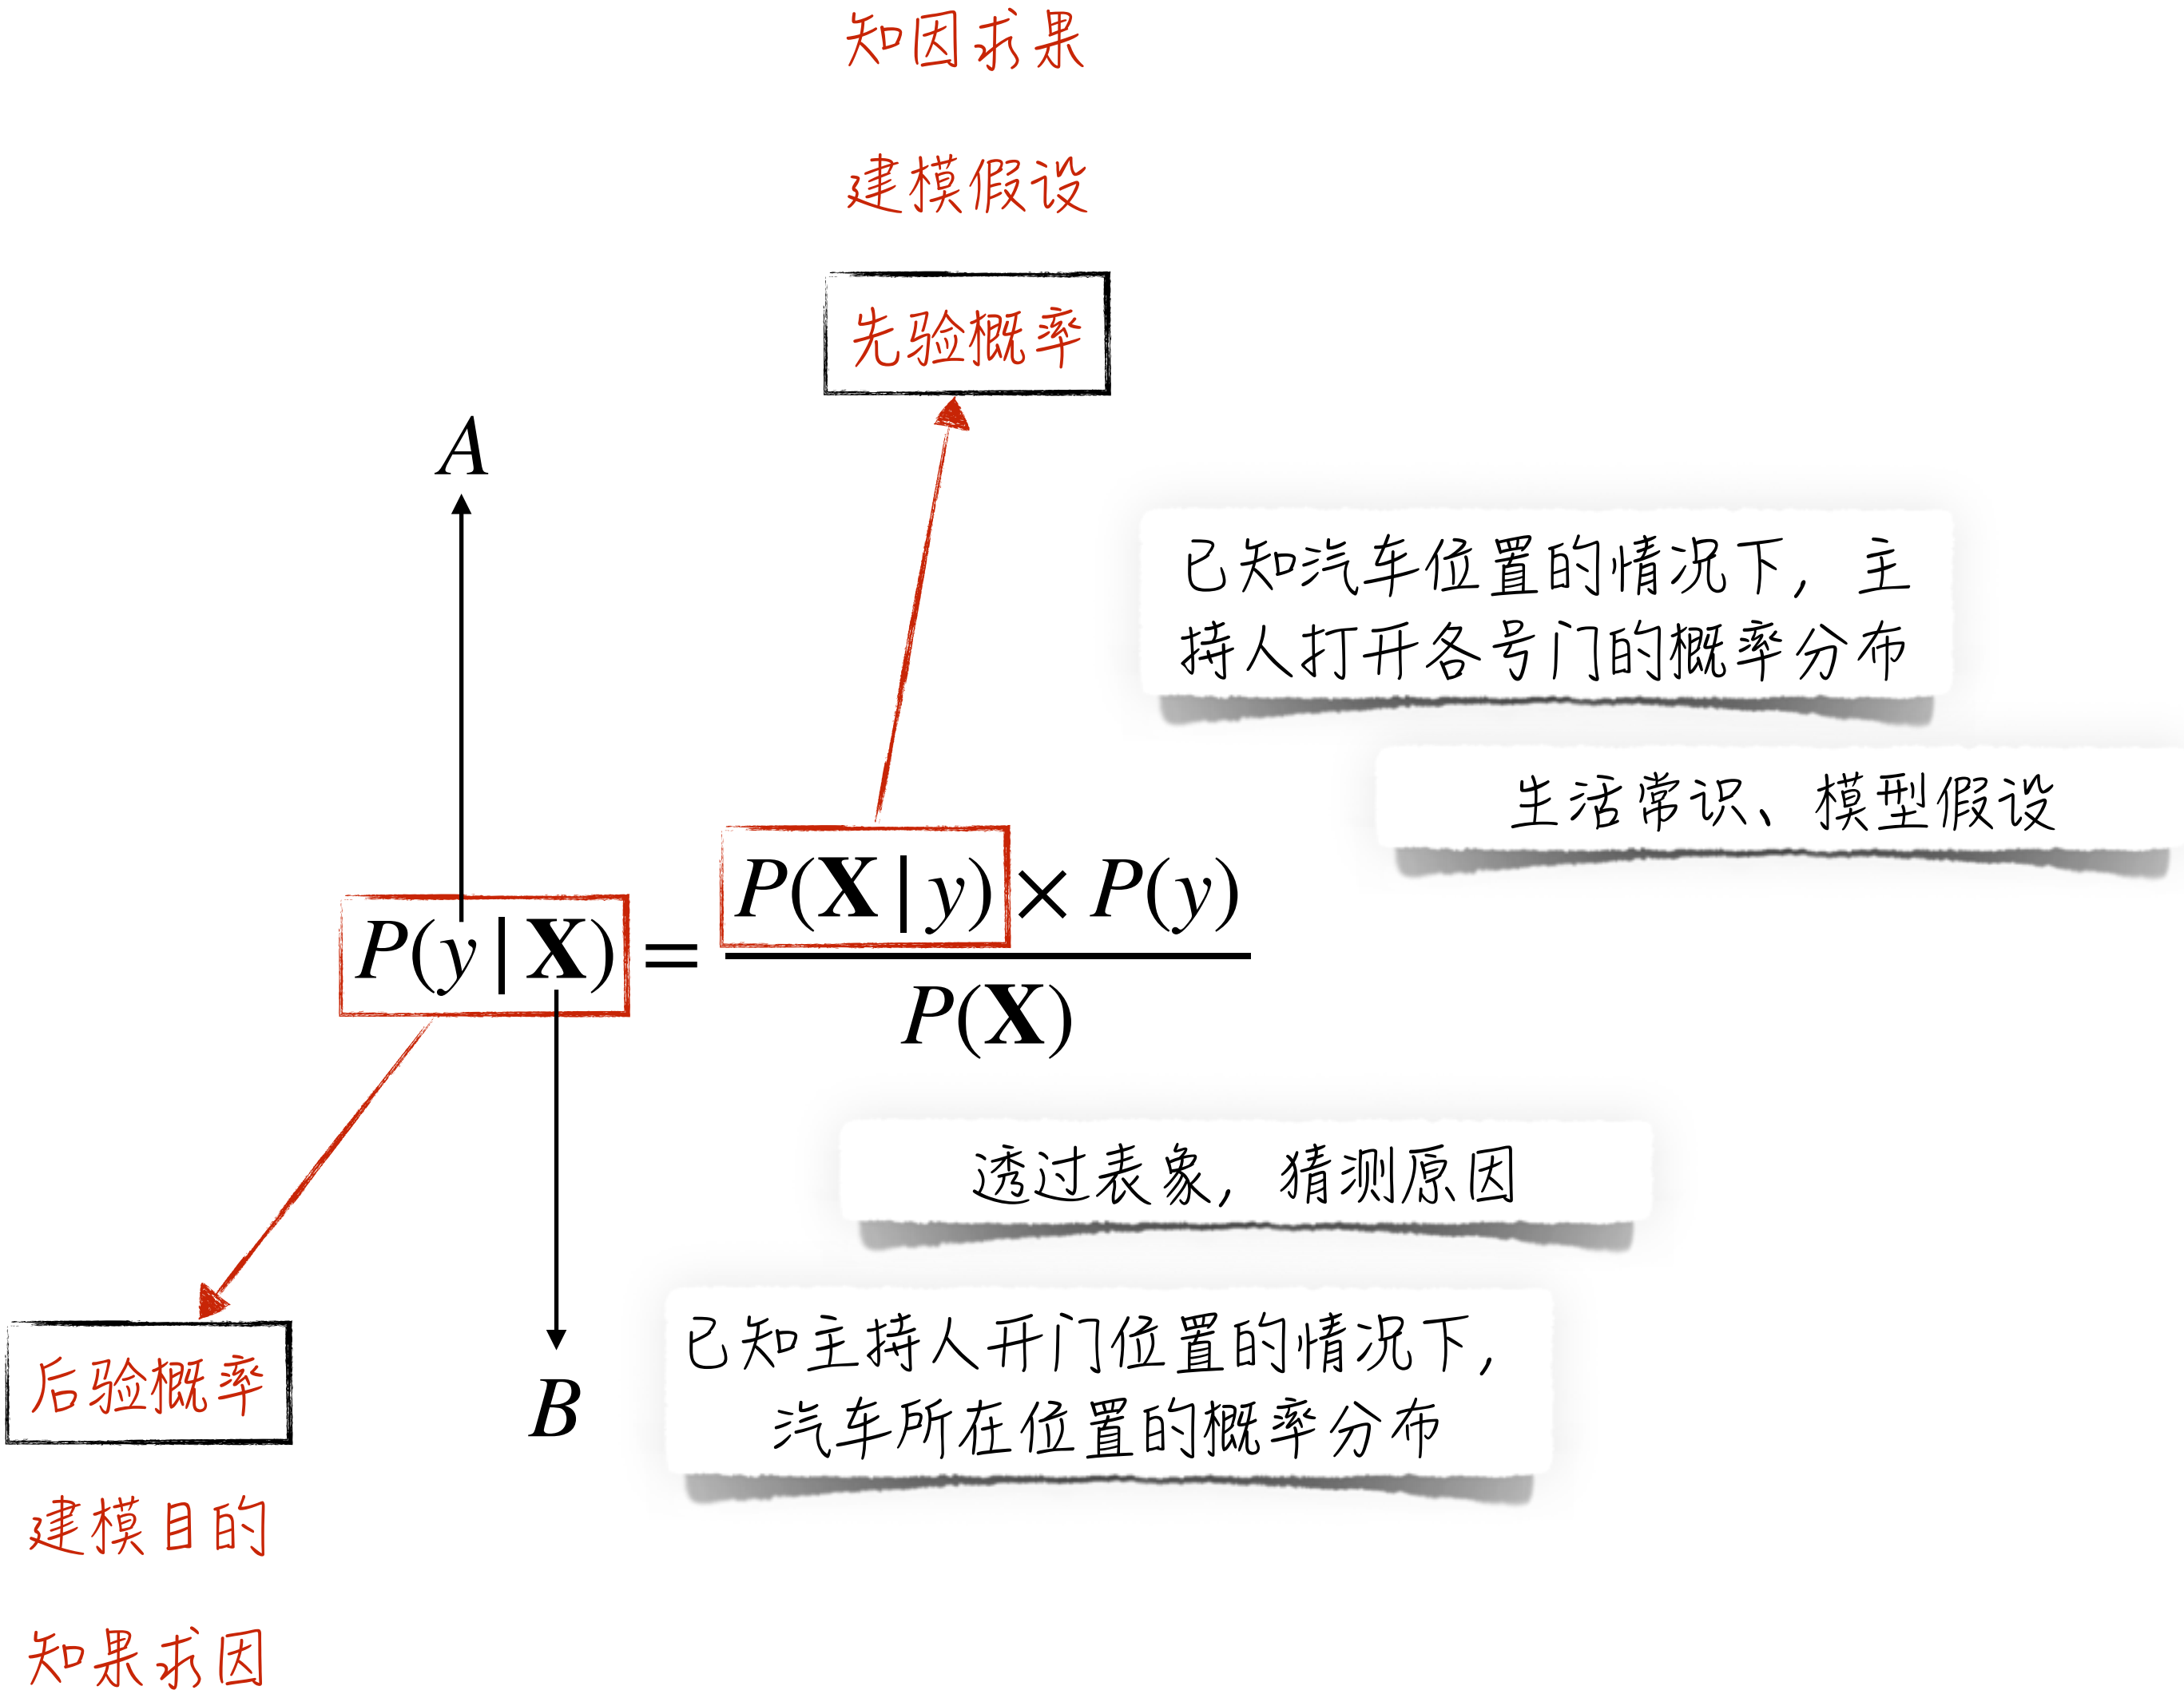 知因求果
建模假设
先验概率
A
已知汽车位置的情况下，主
持人打开各号门的概率分布
生活常识、模型假设
P(y | X) = P(X | y) × P(y)
P(X)
透过表象，猜测原因
已知主持人开门位置的情况下，
汽车所在位置的概率分布
后验概率
B
建模目的
知果求因